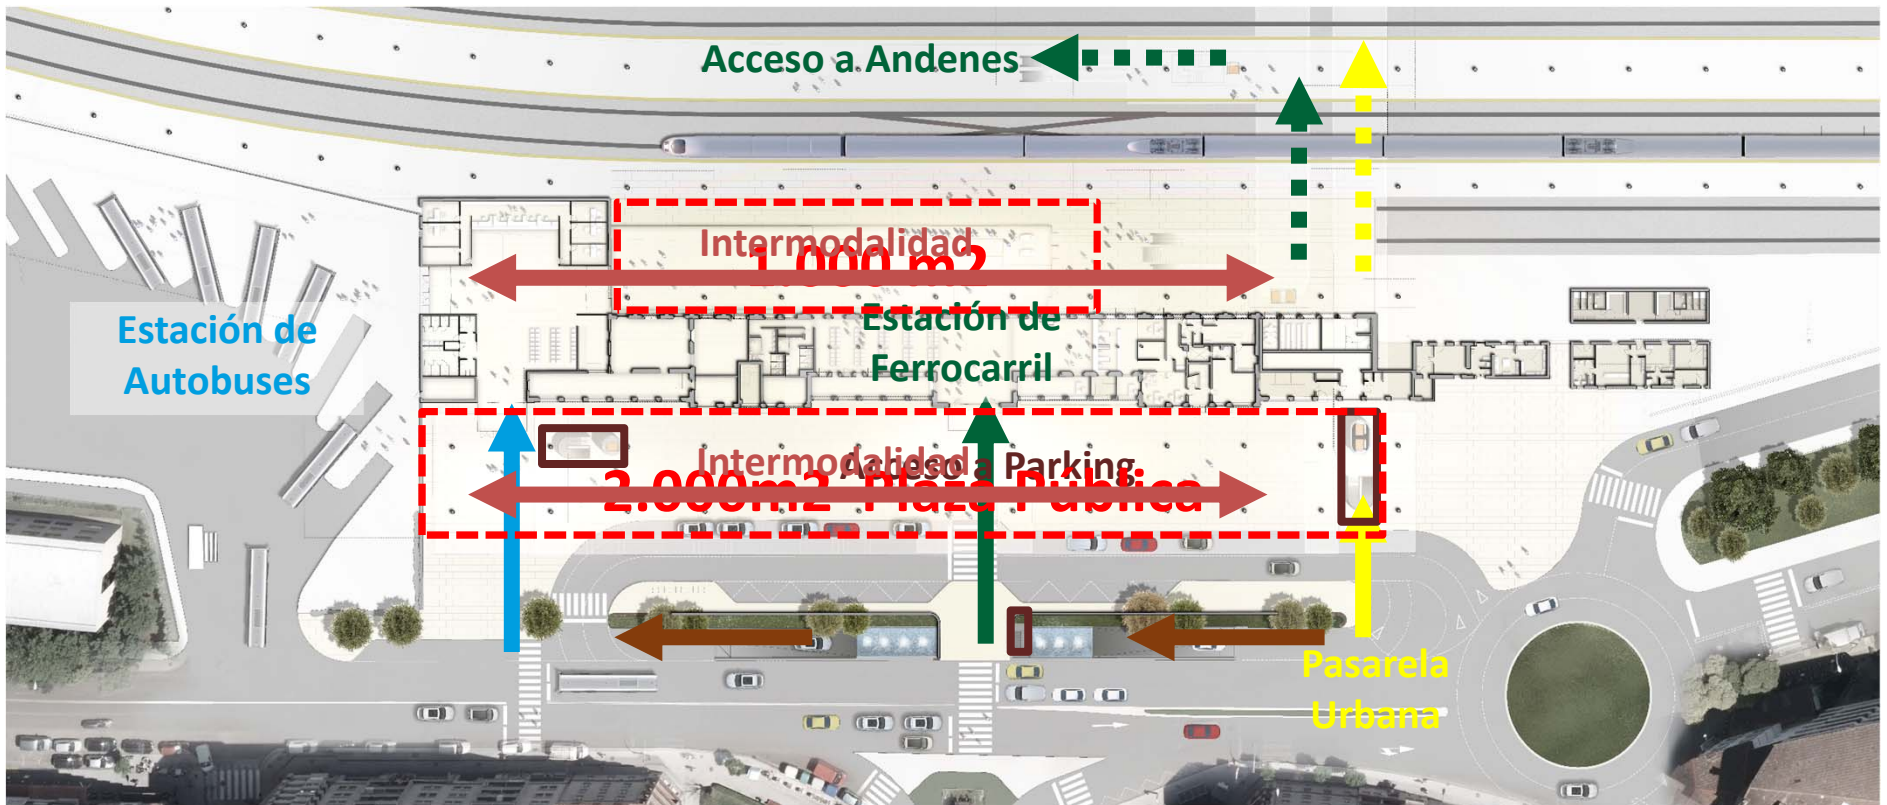 Acceso a Andenes
Intermodalidad
1.000 m2
Estación de
Autobuses
Estación de
Ferrocarril
Intermodalidad
Acceso a Parking
2.000m2 Plaza Pública
Pasarela
Urbana